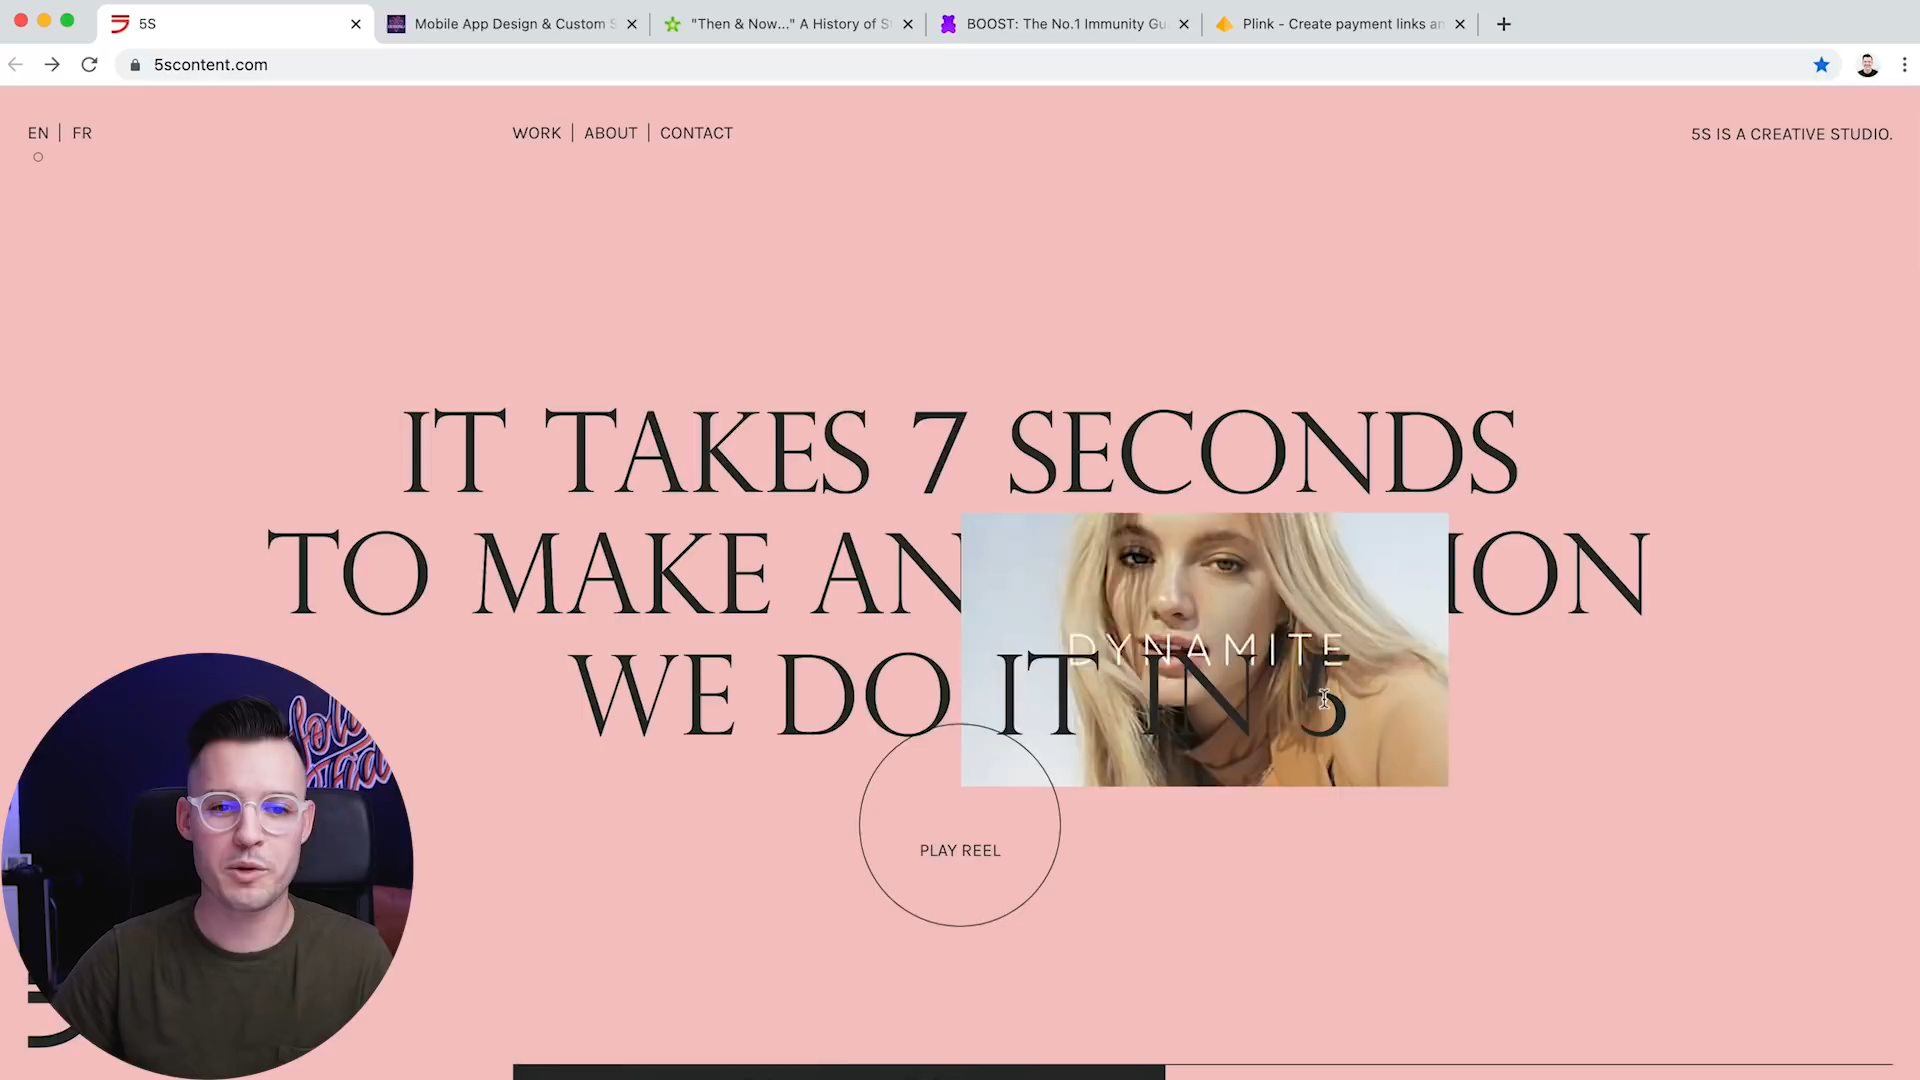 5S
Mobile App Design & Custom S
"Then & Now..." A History of S
BOOST: The No.1 Immunity Gu
Plink - Create payment links an
5scontent.com
EN | FR
WORK | ABOUT | CONTACT
5S IS A CREATIVE STUDIO.
IT TAKES 7 SECONDS
TO MAKE AN ION
DYNAMITE
WE DO IT IN 5
PLAY REEL